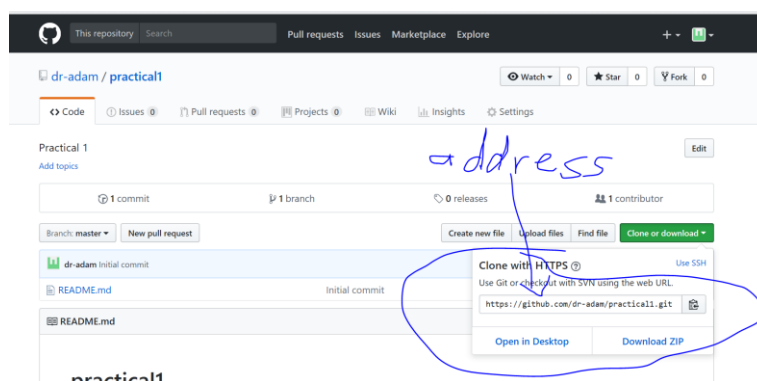 This repository Search Pull requests Issues Marketplace Explore
dr-adam / practical1 Watch 0 Star 0 Fork 0
Code Issues 0 Pull requests 0 Projects 0 Wiki Insights Settings
Practical 1 Edit
Add topics
address
1 commit 1 branch 0 releases 1 contributor
Branch: master New pull request Create new file Upload files Find file Clone or download
dr-adam Initial commit
Clone with HTTPS Use SSH
Use Git or checkout with SVN using the web URL.
README.md Initial commit
https://github.com/dr-adam/practical1.git
README.md
Open in Desktop Download ZIP
practical1